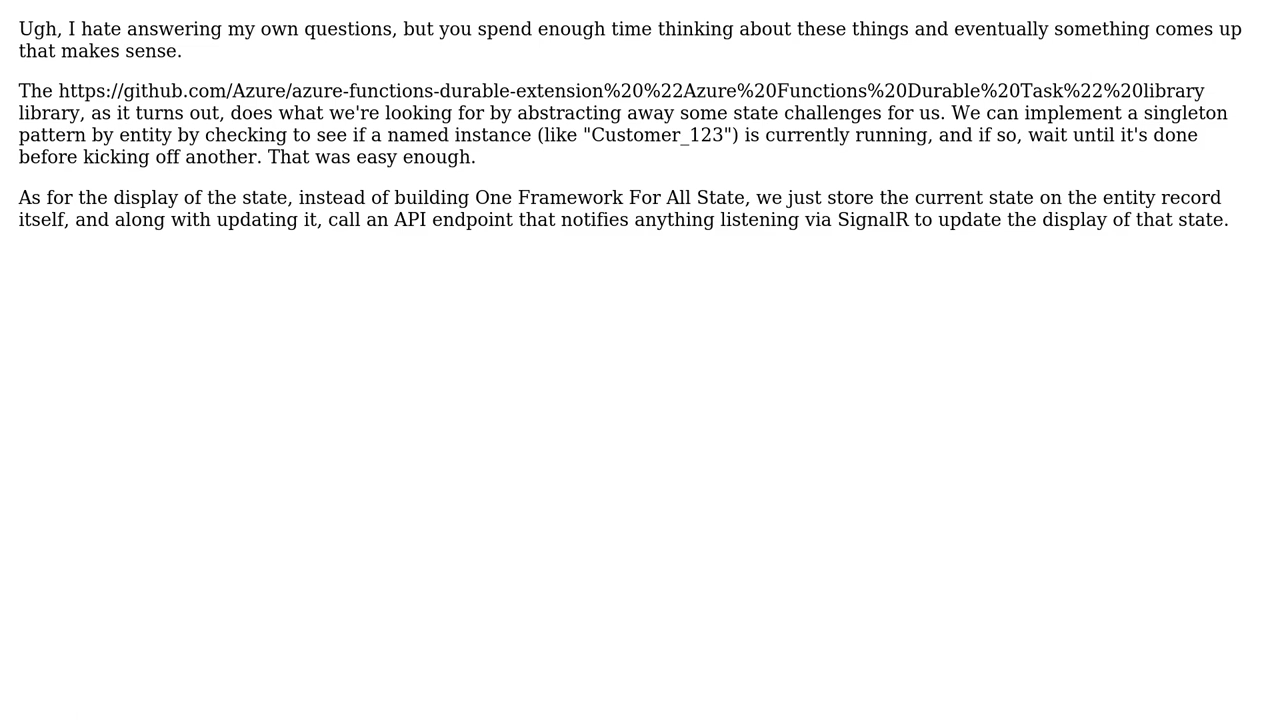 Ugh, I hate answering my own questions, but you spend enough time thinking about these things and eventually something comes up
that makes sense.
The https://github.com/Azure/azure-functions-durable-extension%20%22Azure%20Functions%20Durable%20Task%22%20library
library, as it turns out, does what we're looking for by abstracting away some state challenges for us. We can implement a singleton
pattern by entity by checking to see if a named instance (like "Customer_123") is currently running, and if so, wait until it's done
before kicking off another. That was easy enough.
As for the display of the state, instead of building One Framework For All State, we just store the current state on the entity record
itself, and along with updating it, call an API endpoint that notifies anything listening via SignalR to update the display of that state.